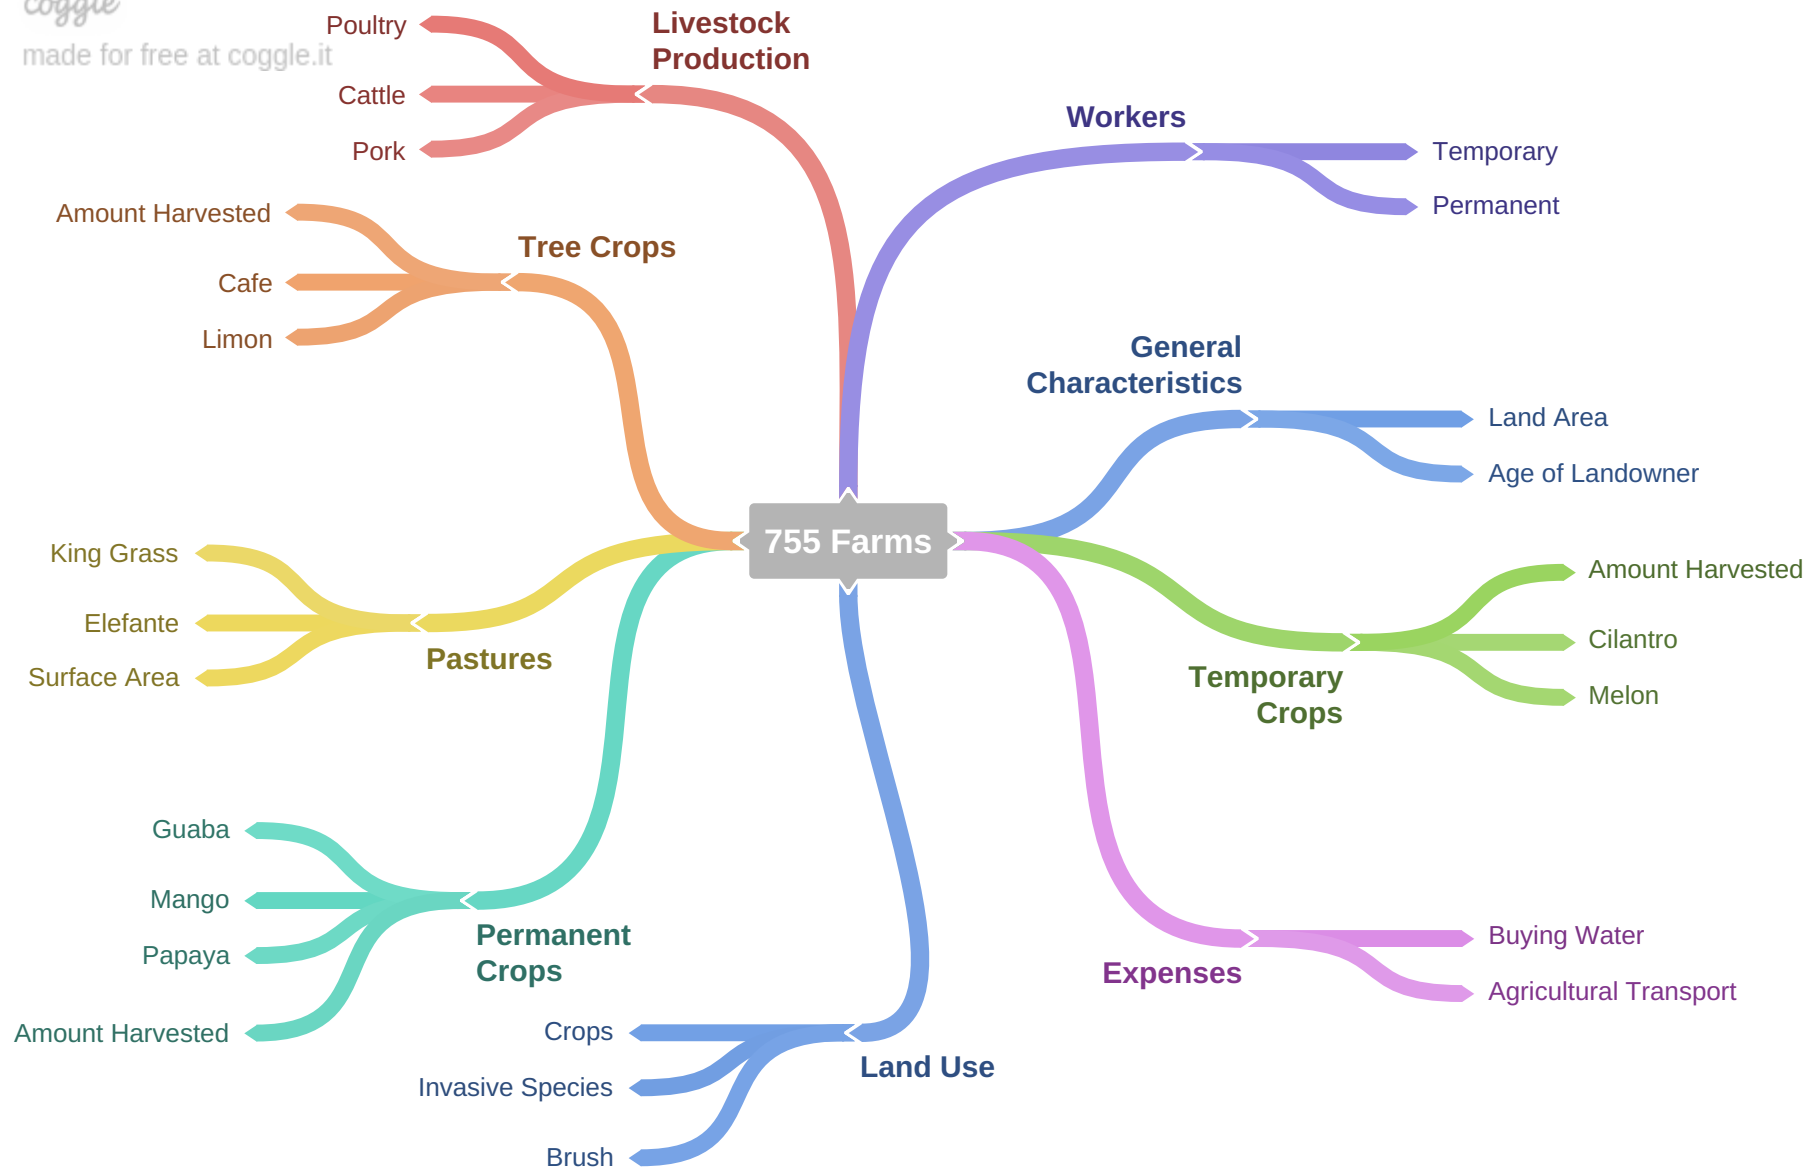 coggle
made for free at coggle.it
Livestock
Production
Poultry
Cattle
Pork
Tree Crops
Amount Harvested
Cafe
Limon
Pastures
King Grass
Elefante
Surface Area
Permanent
Crops
Guaba
Mango
Papaya
Amount Harvested
Land Use
Crops
Invasive Species
Brush
755 Farms
Workers
Temporary
Permanent
General
Characteristics
Land Area
Age of Landowner
Temporary
Crops
Amount Harvested
Cilantro
Melon
Expenses
Buying Water
Agricultural Transport